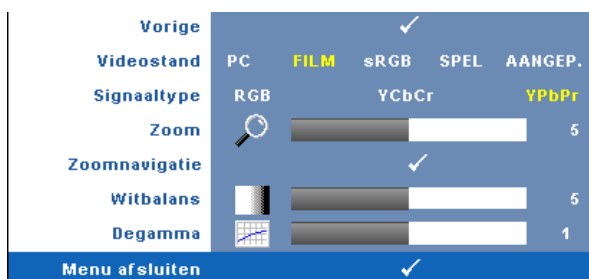 Vorige
Videostand PC FILM sRGB SPEL AANGEP.
Signaaltype RGB YCbCr YPbPr
Zoom 5
Zoomnavigatie
Witbalans 5
Degamma 1
Menu afsluiten